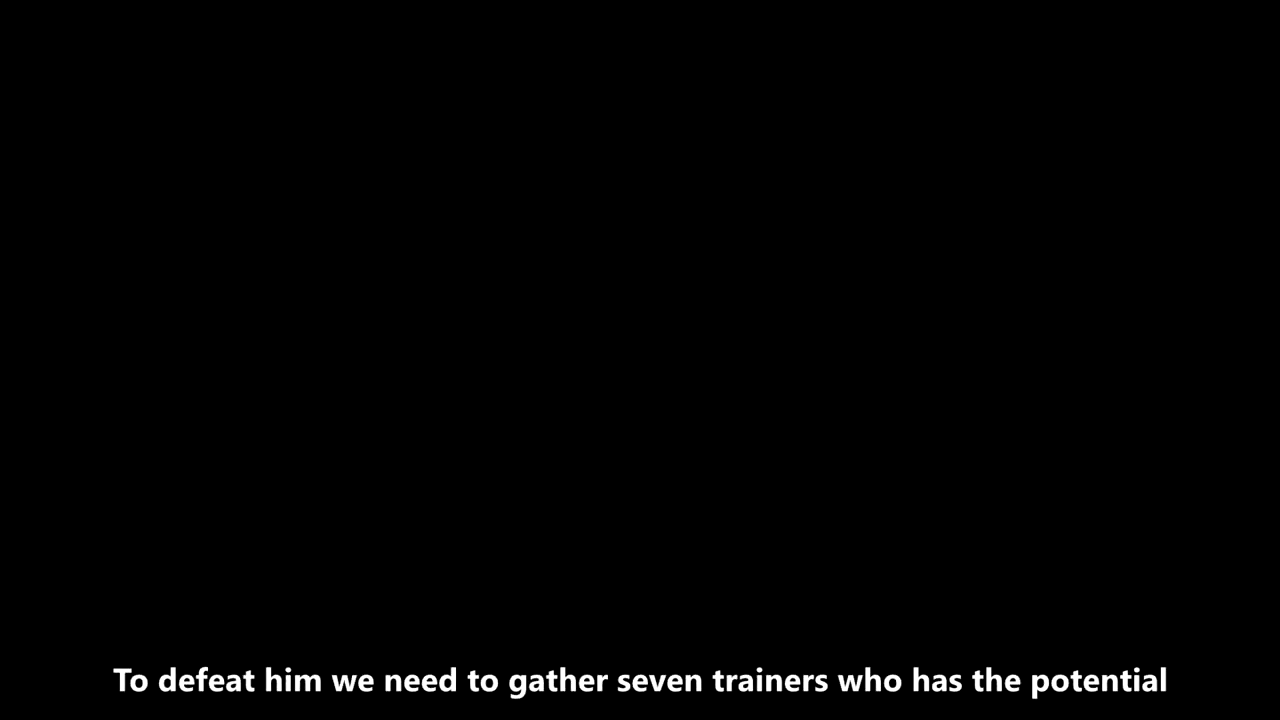 To defeat him we need to gather seven trainers who has the potential